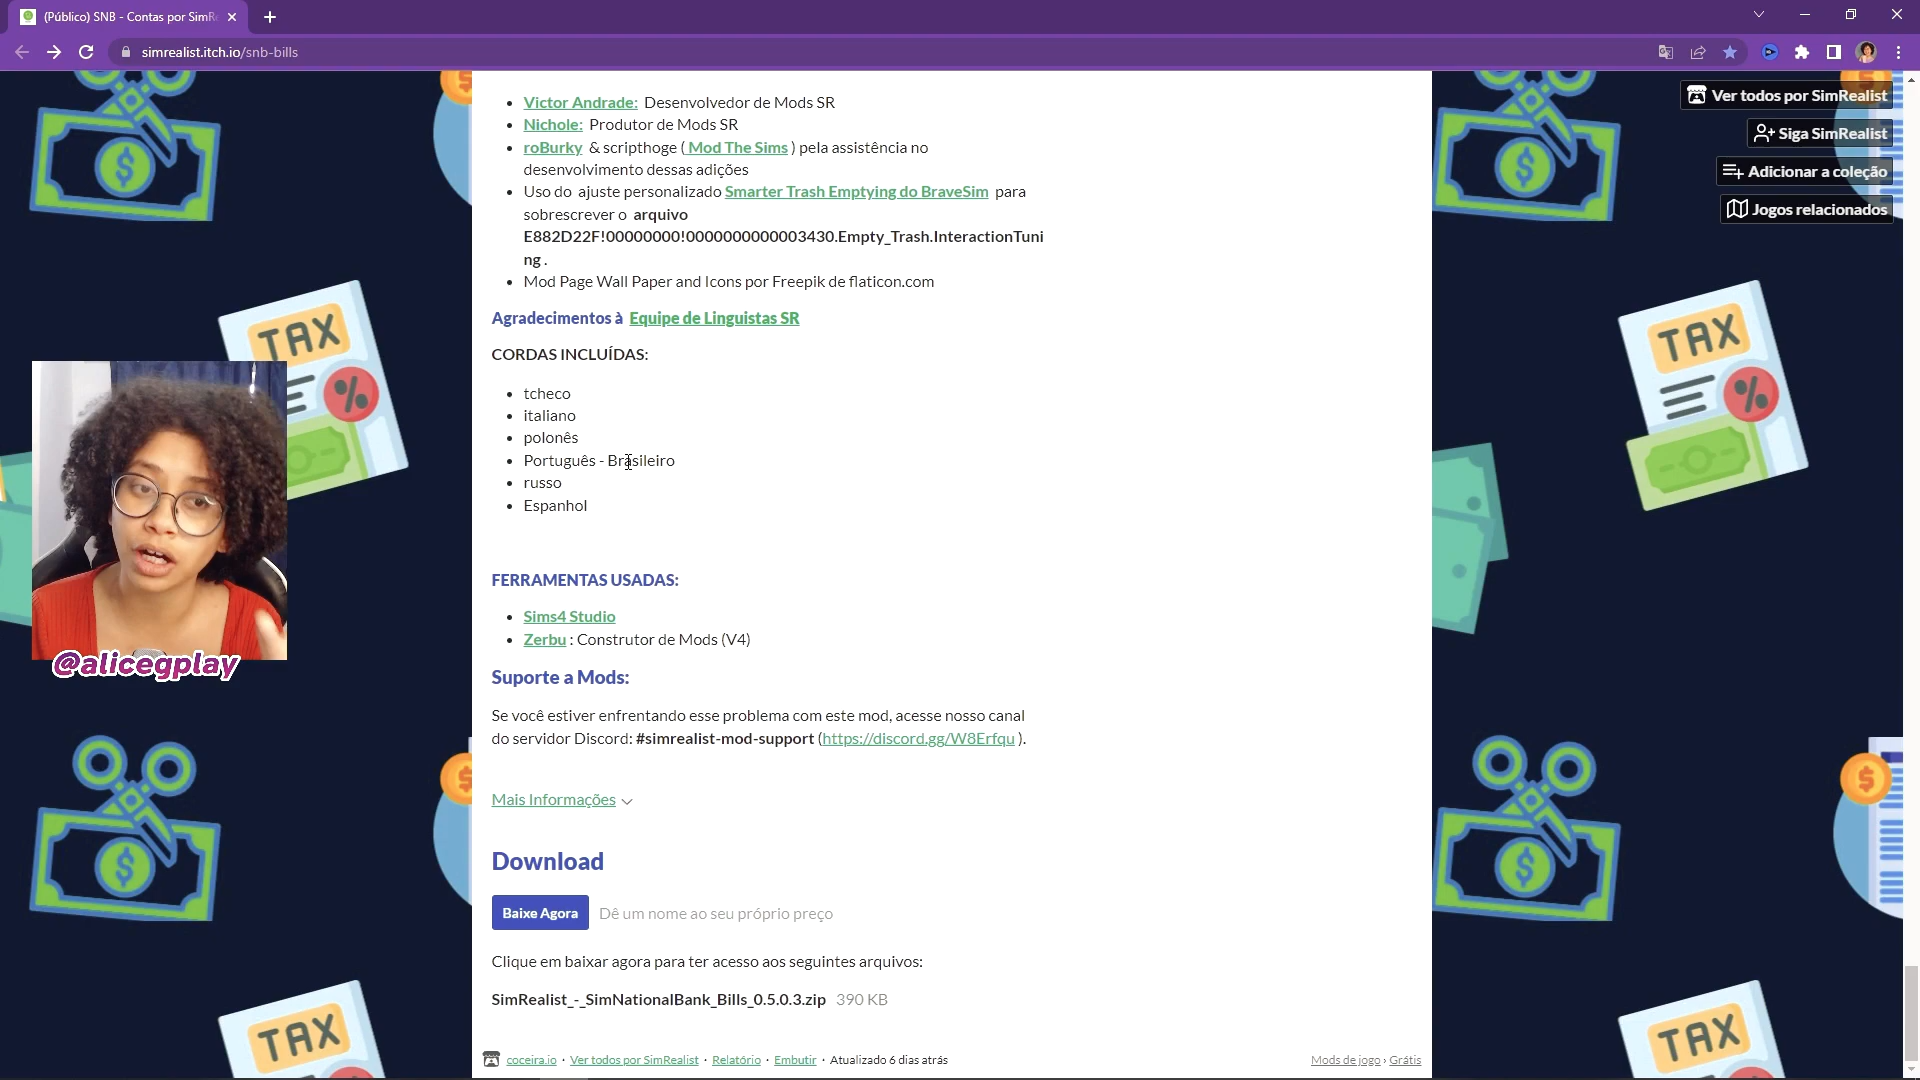 (Público) SNB - Contas por SimRe
simrealist.itch.io/snb-bills
Ver todos por SimRealist
Siga SimRealist
Adicionar a coleção
Jogos relacionados
Victor Andrade: Desenvolvedor de Mods SR
Nichole: Produtor de Mods SR
roBurky & scripthoge ( Mod The Sims ) pela assistência no
desenvolvimento dessas adições
Uso do ajuste personalizado Smarter Trash Emptying do BraveSim para
sobrescrever o arquivo
E882D22F!00000000!0000000000003430.Empty_Trash.InteractionTuni
ng .
Mod Page Wall Paper and Icons por Freepik de flaticon.com
Agradecimentos à Equipe de Linguistas SR
CORDAS INCLUÍDAS:
tcheco
italiano
polonês
Português - Brasileiro
russo
Espanhol
FERRAMENTAS USADAS:
Sims4 Studio
Zerbu : Construtor de Mods (V4)
Suporte a Mods:
Se você estiver enfrentando esse problema com este mod, acesse nosso canal
do servidor Discord: #simrealist-mod-support (https://discord.gg/W8Erfqu ).
Mais Informações
Download
Baixe Agora Dê um nome ao seu próprio preço
Clique em baixar agora para ter acesso aos seguintes arquivos:
SimRealist_-_SimNationalBank_Bills_0.5.0.3.zip 390 KB
coceira.io · Ver todos por SimRealist · Relatório · Embutir · Atualizado 6 dias atrás
Mods de jogo › Grátis
@alicegplay
TAX
%
TAX
%
TAX
TAX
$
$
$
$
$